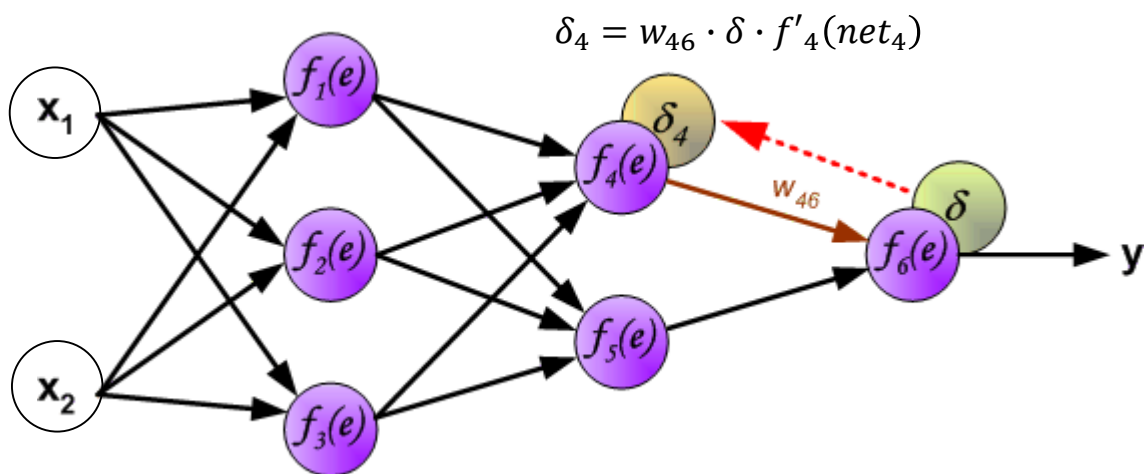 δ₄ = w₄₆ · δ · f'₄(net₄)
x₁
f₁(e)
δ₄
f₄(e)
w₄₆
δ
f₂(e)
f₆(e)
y
f₅(e)
x₂
f₃(e)